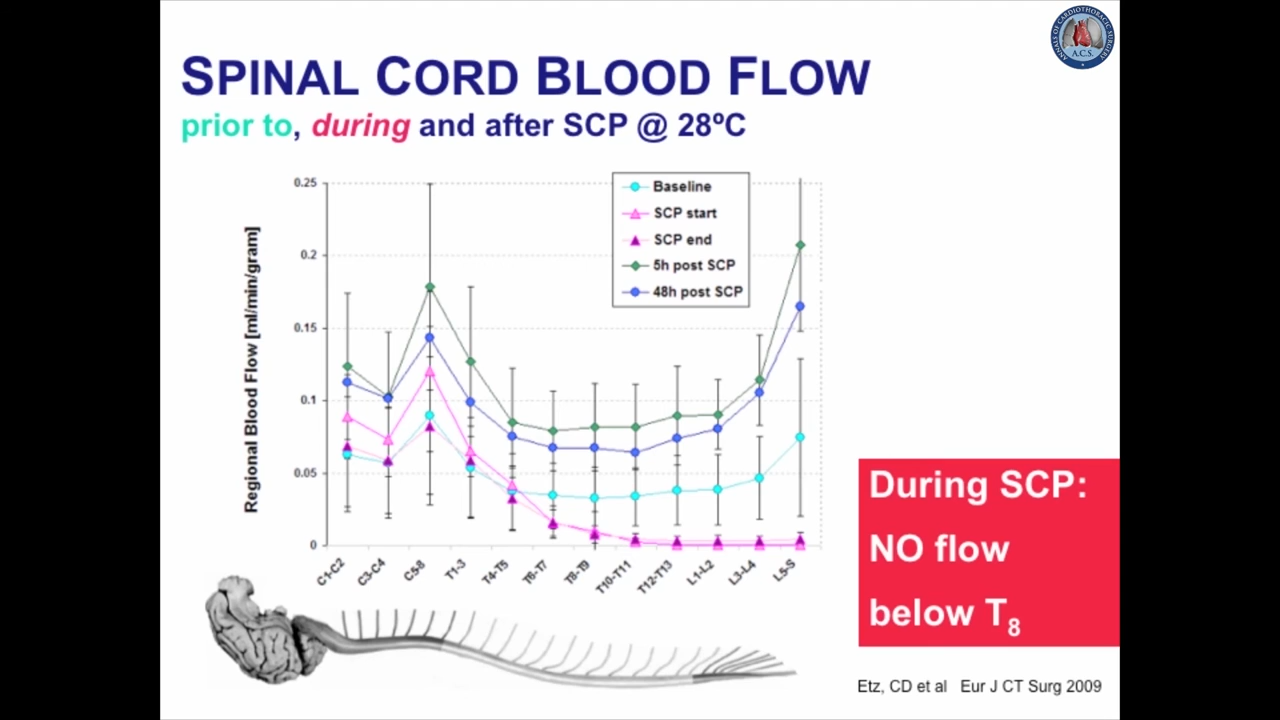 ANNALS OF CARDIOTHORACIC SURGERY
A.C.S.
SPINAL CORD BLOOD FLOW
prior to, during and after SCP @ 28ºC
0.25
0.2
0.15
0.1
0.05
0
Regional Blood Flow [ml/min/gram]
Baseline
SCP start
SCP end
5h post SCP
48h post SCP
C1-C2
C3-C4
C5-8
T1-3
T4-T5
T6-T7
T8-T9
T10-T11
T12-T13
L1-L2
L3-L4
L5-S
During SCP:
NO flow
below T8
Etz, CD et al Eur J CT Surg 2009